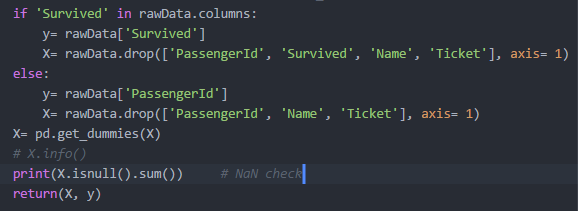 if 'Survived' in rawData.columns:
    y= rawData['Survived']
    X= rawData.drop(['PassengerId', 'Survived', 'Name', 'Ticket'], axis= 1)
else:
    y= rawData['PassengerId']
    X= rawData.drop(['PassengerId', 'Name', 'Ticket'], axis= 1)
X= pd.get_dummies(X)
# X.info()
print(X.isnull().sum())     # NaN check
return(X, y)